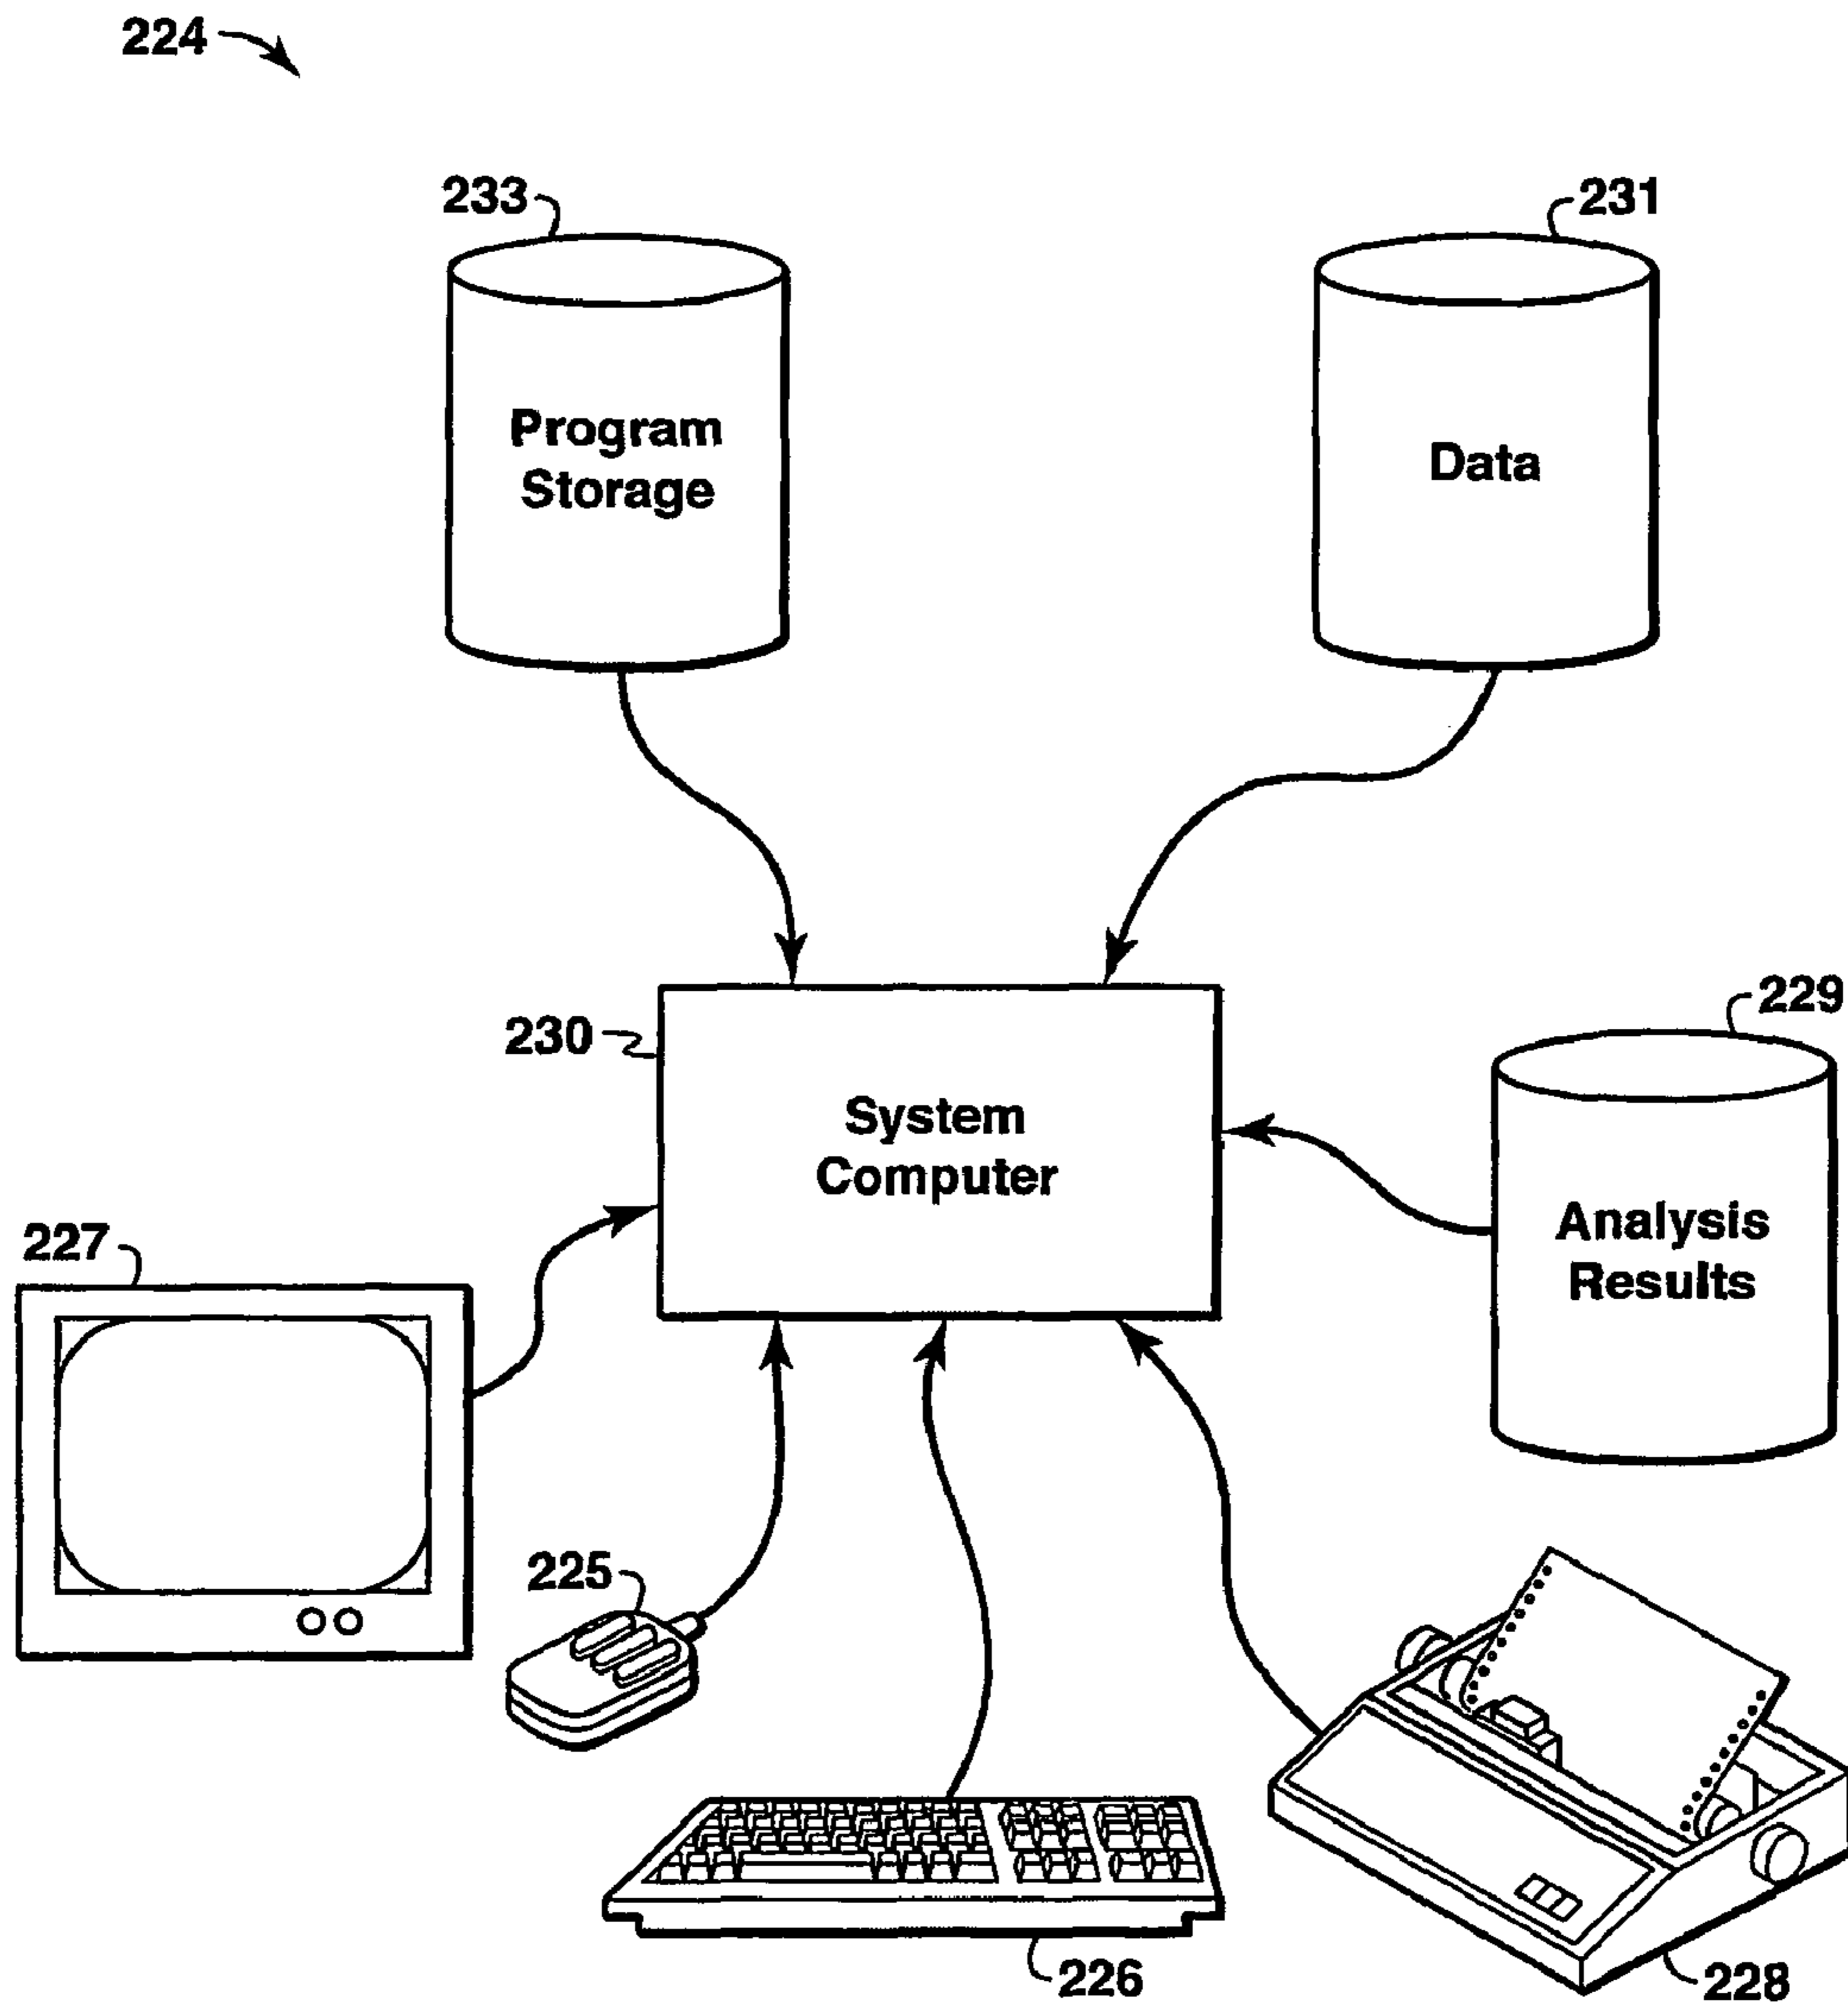 224
233
231
Program
Storage
Data
229
230
System
Computer
Analysis
Results
227
225
226
228